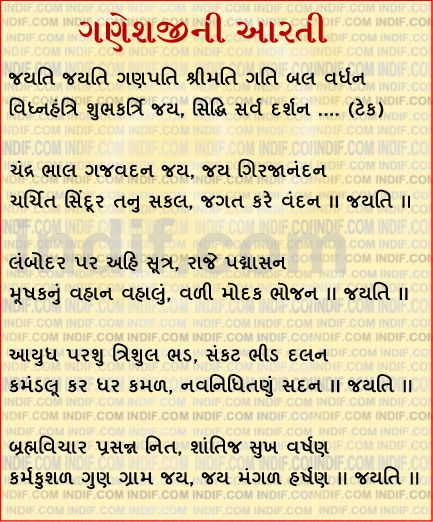 ગણેશજીની આરતી
જયતિ જયતિ ગણપતિ શ્રીમતિ ગતિ બલ વર્ધન
વિઘ્નહંત્રિ શુભકર્ત્રિ જય, સિદ્ધિ સર્વ દર્શન .... (ટેક)
ચંદ્ર ભાલ ગજવદન જય, જય ગિરજાનંદન
ચર્ચિત સિંદૂર તનુ સકલ, જગત કરે વંદન ॥ જયતિ ॥
લંબોદર પર અહિ સૂત્ર, રાજે પદ્માસન
મૂષકનું વહાન વહાલું, વળી મોદક ભોજન ॥ જયતિ ॥
આયુધ પરશુ ત્રિશુલ ભડ, સંકટ ભીડ દલન
કમંડલૂ કર ધર કમળ, નવનિધિતણું સદન ॥ જયતિ ॥
બ્રહ્મવિચાર પ્રસન્ન નિત, શાંતિજ સુખ વર્ષણ
કર્મકુશળ ગુણ ગ્રામ જય, જય મંગળ હર્ષણ ॥ જયતિ ॥
indif.com